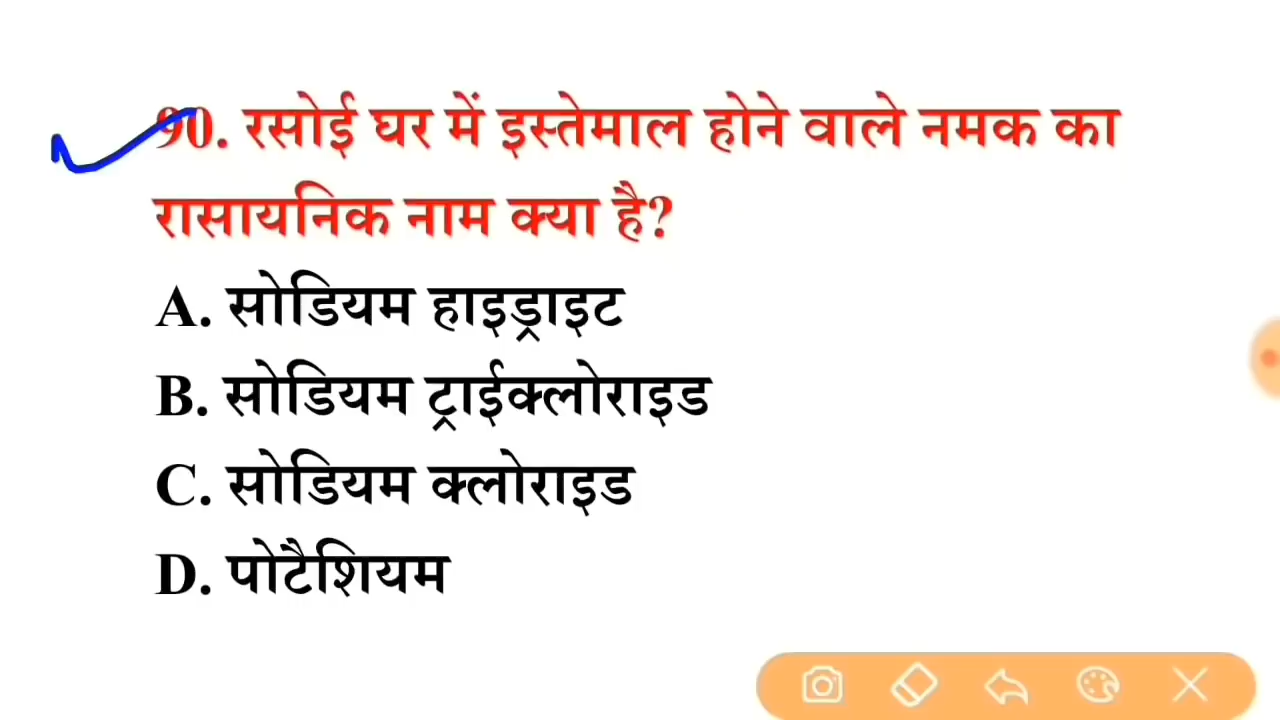 90. रसोई घर में इस्तेमाल होने वाले नमक का
रासायनिक नाम क्या है?
A. सोडियम हाइड्राइट
B. सोडियम ट्राईक्लोराइड
C. सोडियम क्लोराइड
D. पोटैशियम